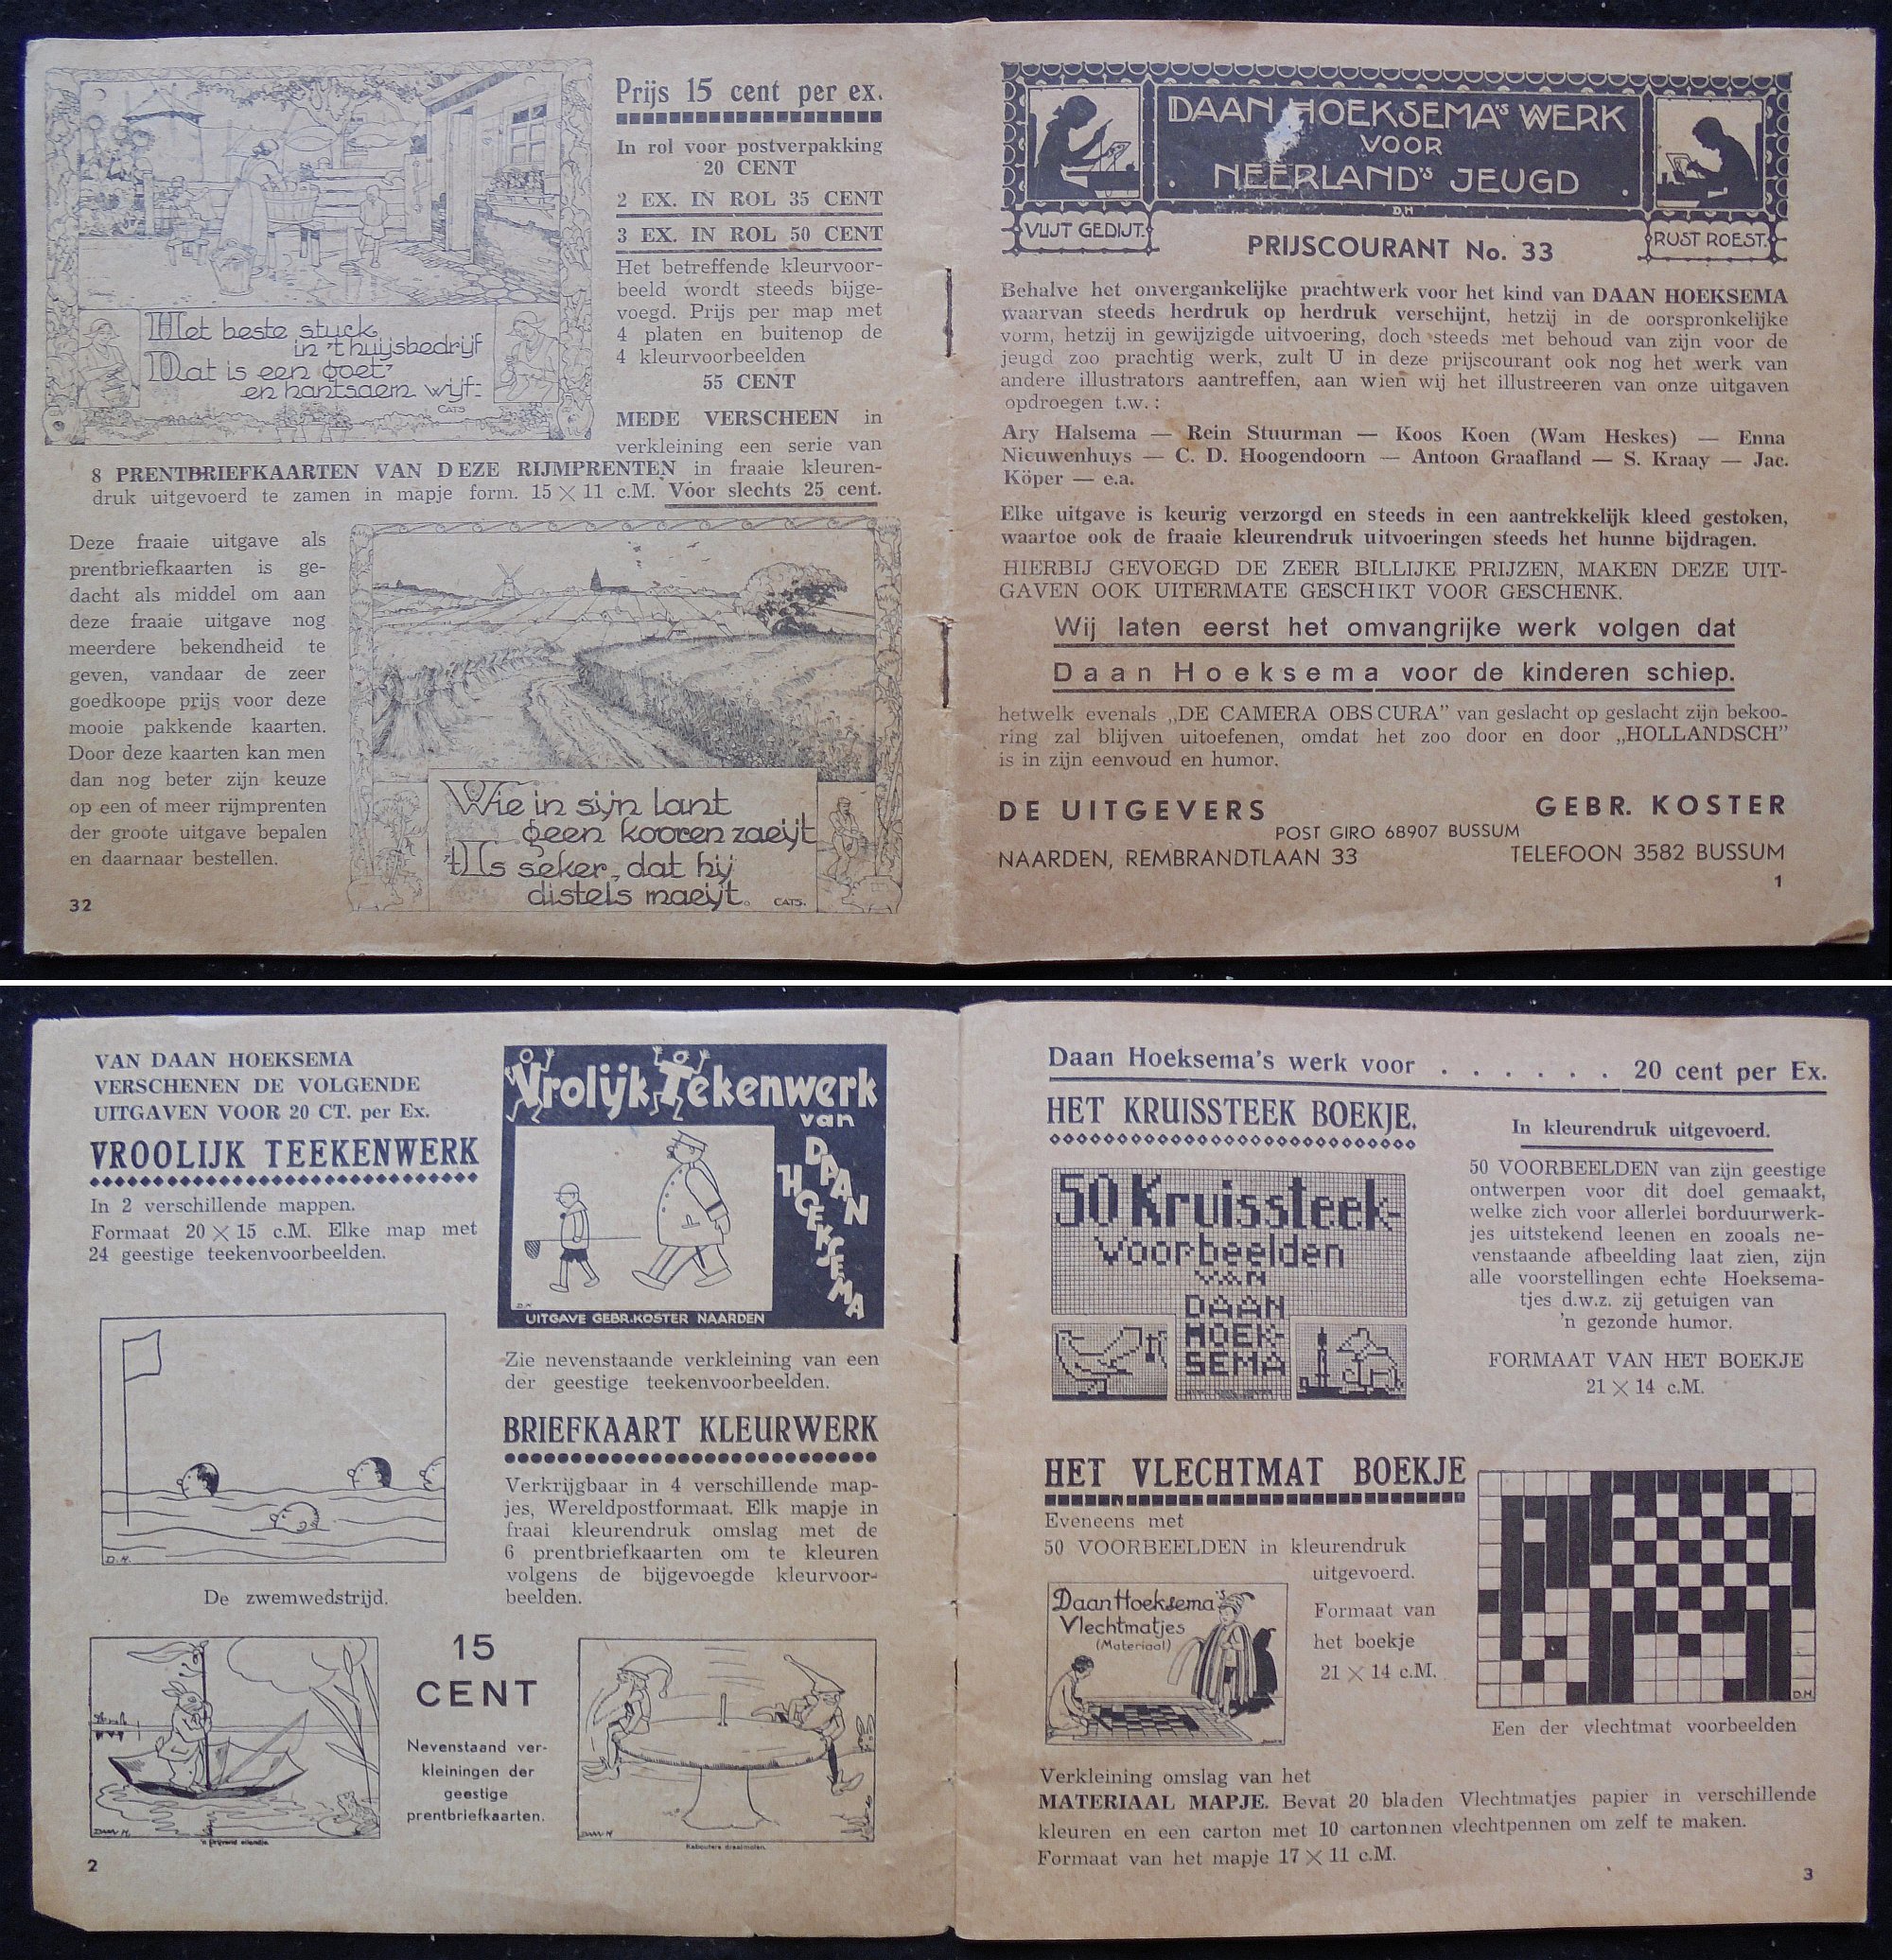 Prijs 15 cent per ex.
In rol voor postverpakking
20 CENT
2 EX. IN ROL 35 CENT
3 EX. IN ROL 50 CENT
Het betreffende kleurvoor-
beeld wordt steeds bijge-
voegd. Prijs per map met
4 platen en buitenop de
4 kleurvoorbeelden
55 CENT
MEDE VERSCHEEN in
verkleining een serie van
8 PRENTBRIEFKAARTEN VAN DEZE RIJMPRENTEN in fraaie kleuren-
druk uitgevoerd te zamen in mapje form. 15 × 11 c.M. Vóor slechts 25 cent.
Het beste stuck
in 't huijsbedrijf
Dat is een goet
en hantsaem wijf:
CATS
Deze fraaie uitgave als
prentbriefkaarten is ge-
dacht als middel om aan
deze fraaie uitgave nog
meerdere bekendheid te
geven, vandaar de zeer
goedkoope prijs voor deze
mooie pakkende kaarten.
Door deze kaarten kan men
dan nog beter zijn keuze
op een of meer rijmprenten
der groote uitgave bepalen
en daarnaar bestellen.
Wie in sijn lant
geen kooren zaeijt
't Is seker, dat hij
distels maeijt.
CATS.
32
DAAN HOEKSEMA'S WERK
VOOR
NEERLAND'S JEUGD
D.H
VLIJT GEDIJT.
RUST ROEST.
PRIJSCOURANT No. 33
Behalve het onvergankelijke prachtwerk voor het kind van DAAN HOEKSEMA
waarvan steeds herdruk op herdruk verschijnt, hetzij in de oorspronkelijke
vorm, hetzij in gewijzigde uitvoering, doch steeds met behoud van zijn voor de
jeugd zoo prachtig werk, zult U in deze prijscourant ook nog het werk van
andere illustrators aantreffen, aan wien wij het illustreeren van onze uitgaven
opdroegen t.w.:
Ary Halsema — Rein Stuurman — Koos Koen (Wam Heskes) — Enna
Nieuwenhuys — C. D. Hoogendoorn — Antoon Graafland — S. Kraay — Jac.
Köper — e.a.
Elke uitgave is keurig verzorgd en steeds in een aantrekkelijk kleed gestoken,
waartoe ook de fraaie kleurendruk uitvoeringen steeds het hunne bijdragen.
HIERBIJ GEVOEGD DE ZEER BILLIJKE PRIJZEN, MAKEN DEZE UIT-
GAVEN OOK UITERMATE GESCHIKT VOOR GESCHENK.
Wij laten eerst het omvangrijke werk volgen dat
Daan Hoeksema voor de kinderen schiep.
hetwelk evenals „DE CAMERA OBSCURA” van geslacht op geslacht zijn bekoo-
ring zal blijven uitoefenen, omdat het zoo door en door „HOLLANDSCH”
is in zijn eenvoud en humor.
DE UITGEVERS GEBR. KOSTER
POST GIRO 68907 BUSSUM
NAARDEN, REMBRANDTLAAN 33 TELEFOON 3582 BUSSUM
1
VAN DAAN HOEKSEMA
VERSCHENEN DE VOLGENDE
UITGAVEN VOOR 20 CT. per Ex.
VROOLIJK TEEKENWERK
In 2 verschillende mappen.
Formaat 20 × 15 c.M. Elke map met
24 geestige teekenvoorbeelden.
D.H.
De zwemwedstrijd.
Vrolijk Tekenwerk
van
DAAN
HOEKSEMA
D.H
UITGAVE GEBR.KOSTER NAARDEN
Zie nevenstaande verkleining van een
der geestige teekenvoorbeelden.
BRIEFKAART KLEURWERK
Verkrijgbaar in 4 verschillende map-
jes, Wereldpostformaat. Elk mapje in
fraai kleurendruk omslag met de
6 prentbriefkaarten om te kleuren
volgens de bijgevoegde kleurvoor-
beelden.
DAAN H.
'n Drijvend eilandje.
15
CENT
Nevenstaand ver-
kleiningen der
geestige
prentbriefkaarten.
DAAN H
Kabouters draaimolen.
2
Daan Hoeksema's werk voor . . . . . . 20 cent per Ex.
HET KRUISSTEEK BOEKJE.
50 Kruissteek-
voorbeelden
VAN
DAAN
HOEK-
SEMA
In kleurendruk uitgevoerd.
50 VOORBEELDEN van zijn geestige
ontwerpen voor dit doel gemaakt,
welke zich voor allerlei borduurwerk-
jes uitstekend leenen en zooals ne-
venstaande afbeelding laat zien, zijn
alle voorstellingen echte Hoeksema-
tjes d.w.z. zij getuigen van
'n gezonde humor.
FORMAAT VAN HET BOEKJE
21 × 14 c.M.
HET VLECHTMAT BOEKJE
Eveneens met
50 VOORBEELDEN in kleurendruk
uitgevoerd.
Daan Hoeksema's
Vlechtmatjes
(Materiaal)
Formaat van
het boekje
21 × 14 c.M.
D.H.
Een der vlechtmat voorbeelden
Verkleining omslag van het
MATERIAAL MAPJE. Bevat 20 bladen Vlechtmatjes papier in verschillende
kleuren en een carton met 10 cartonnen vlechtpennen om zelf te maken.
Formaat van het mapje 17 × 11 c.M.
3